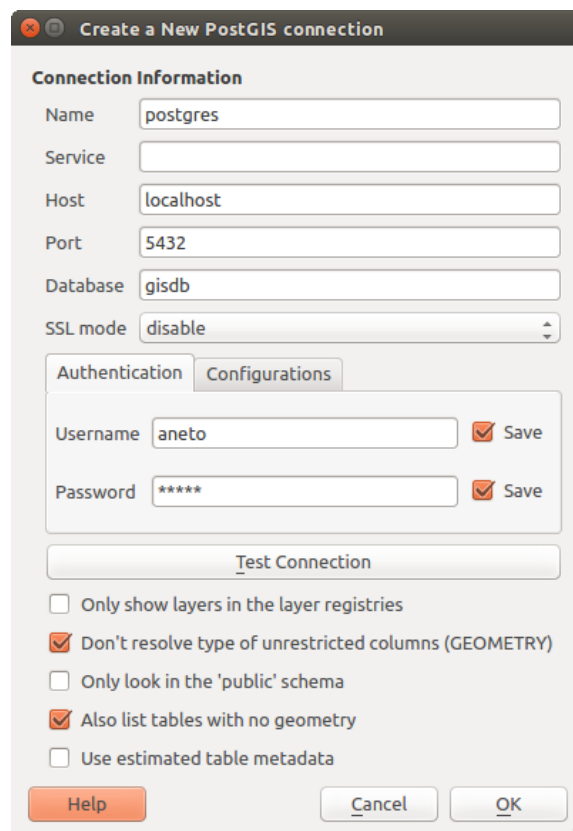 Create a New PostGIS connection
Connection Information
Name postgres
Service
Host localhost
Port 5432
Database gisdb
SSL mode disable
Authentication Configurations
Username aneto Save
Password ***** Save
Test Connection
Only show layers in the layer registries
Don't resolve type of unrestricted columns (GEOMETRY)
Only look in the 'public' schema
Also list tables with no geometry
Use estimated table metadata
Help Cancel OK